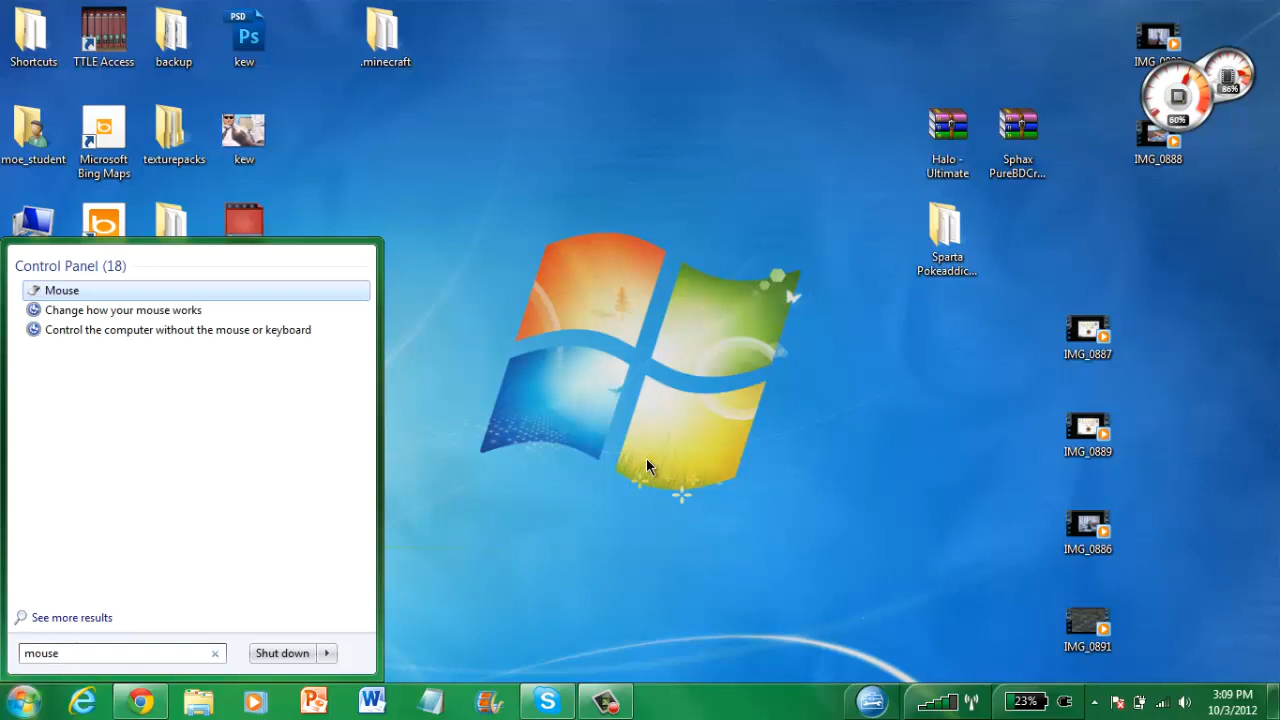 Shortcuts
TTLE Access
backup
PSD
Ps
kew
.minecraft
moe_student
Microsoft
Bing Maps
texturepacks
kew
Halo -
Ultimate
Sphax
PureBDCr...
86%
60%
IMG_0888
Sparta
Pokeaddic...
IMG_0887
IMG_0889
IMG_0886
IMG_0891
Control Panel (18)
Mouse
Change how your mouse works
Control the computer without the mouse or keyboard
See more results
mouse
Shut down
23%
3:09 PM
10/3/2012